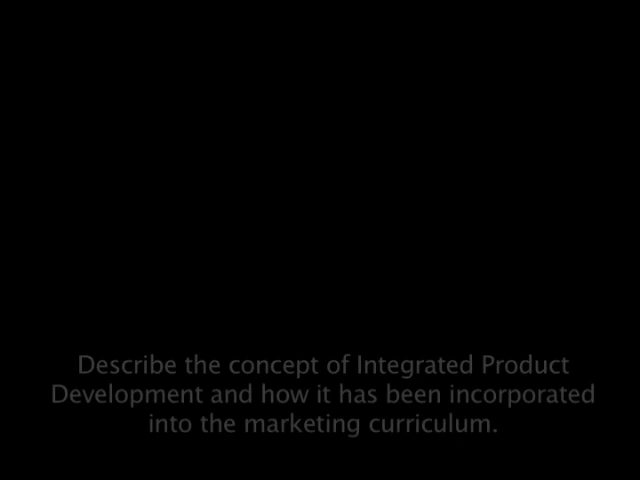 Describe the concept of Integrated Product
Development and how it has been incorporated
into the marketing curriculum.